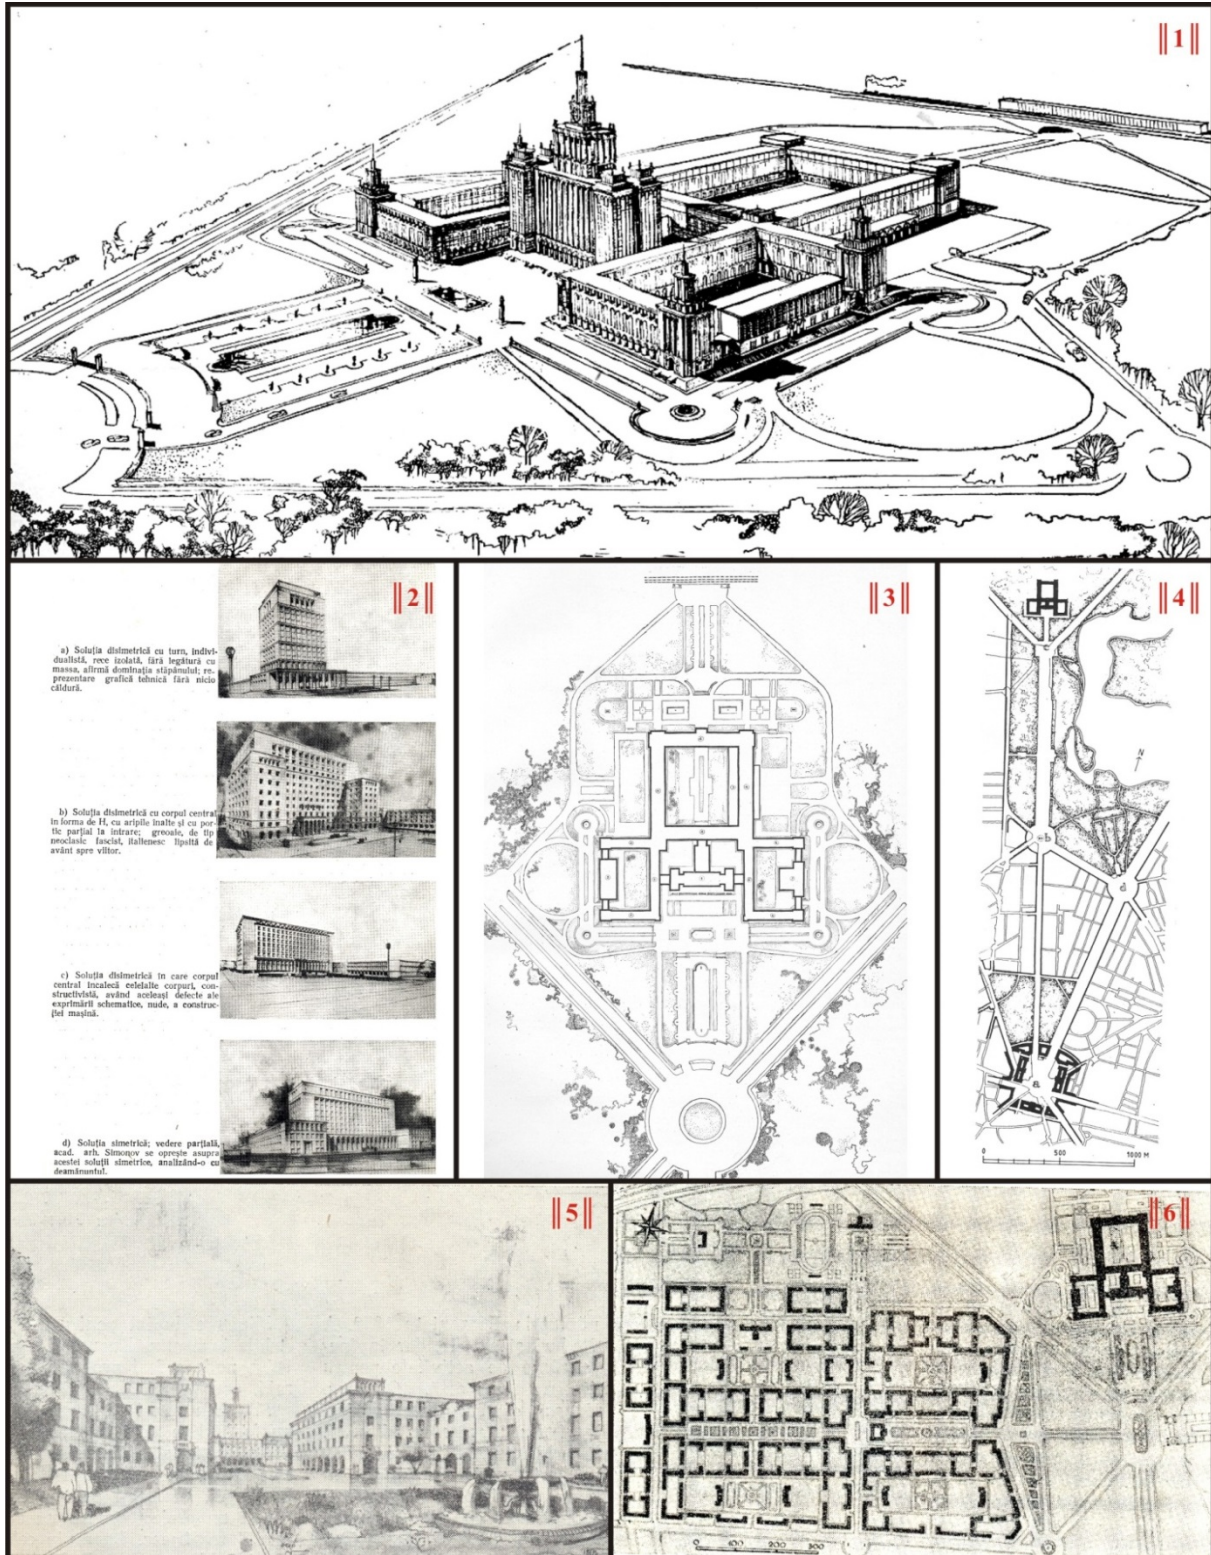 ‖1‖
‖2‖
a) Soluția disimetrică cu turn, indivi-
dualistă, rece izolată, fără legătură cu
massa, afirmă dominația stăpânului; re-
prezentare grafică tehnică fără nicio
căldură.
b) Soluția disimetrică cu corpul central
în forma de H, cu aripile înalte și cu por-
tic parțial la intrare; greoaie, de tip
neoclasic fascist, italienesc lipsită de
avânt spre viitor.
c) Soluția disimetrică în care corpul
central încalecă celelalte corpuri, con-
structivistă, având aceleași defecte ale
exprimării schematice, nude, a construc-
ției mașină.
d) Soluția simetrică; vedere parțială,
acad. arh. Simonov se oprește asupra
acestei soluții simetrice, analizând-o cu
deamănuntul.
‖3‖
‖4‖
c
N
b
d
a
0 500 1000 M
‖5‖
‖6‖
0 100 200 300